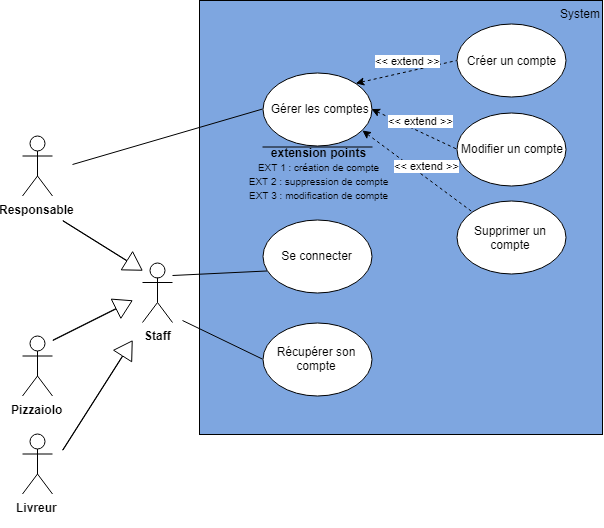 System
<< extend >>
Créer un compte
Gérer les comptes
<< extend >>
Modifier un compte
extension points
<< extend >>
EXT 1 : création de compte
EXT 2 : suppression de compte
EXT 3 : modification de compte
Responsable
Supprimer un
compte
Se connecter
Staff
Récupérer son
compte
Pizzaiolo
Livreur